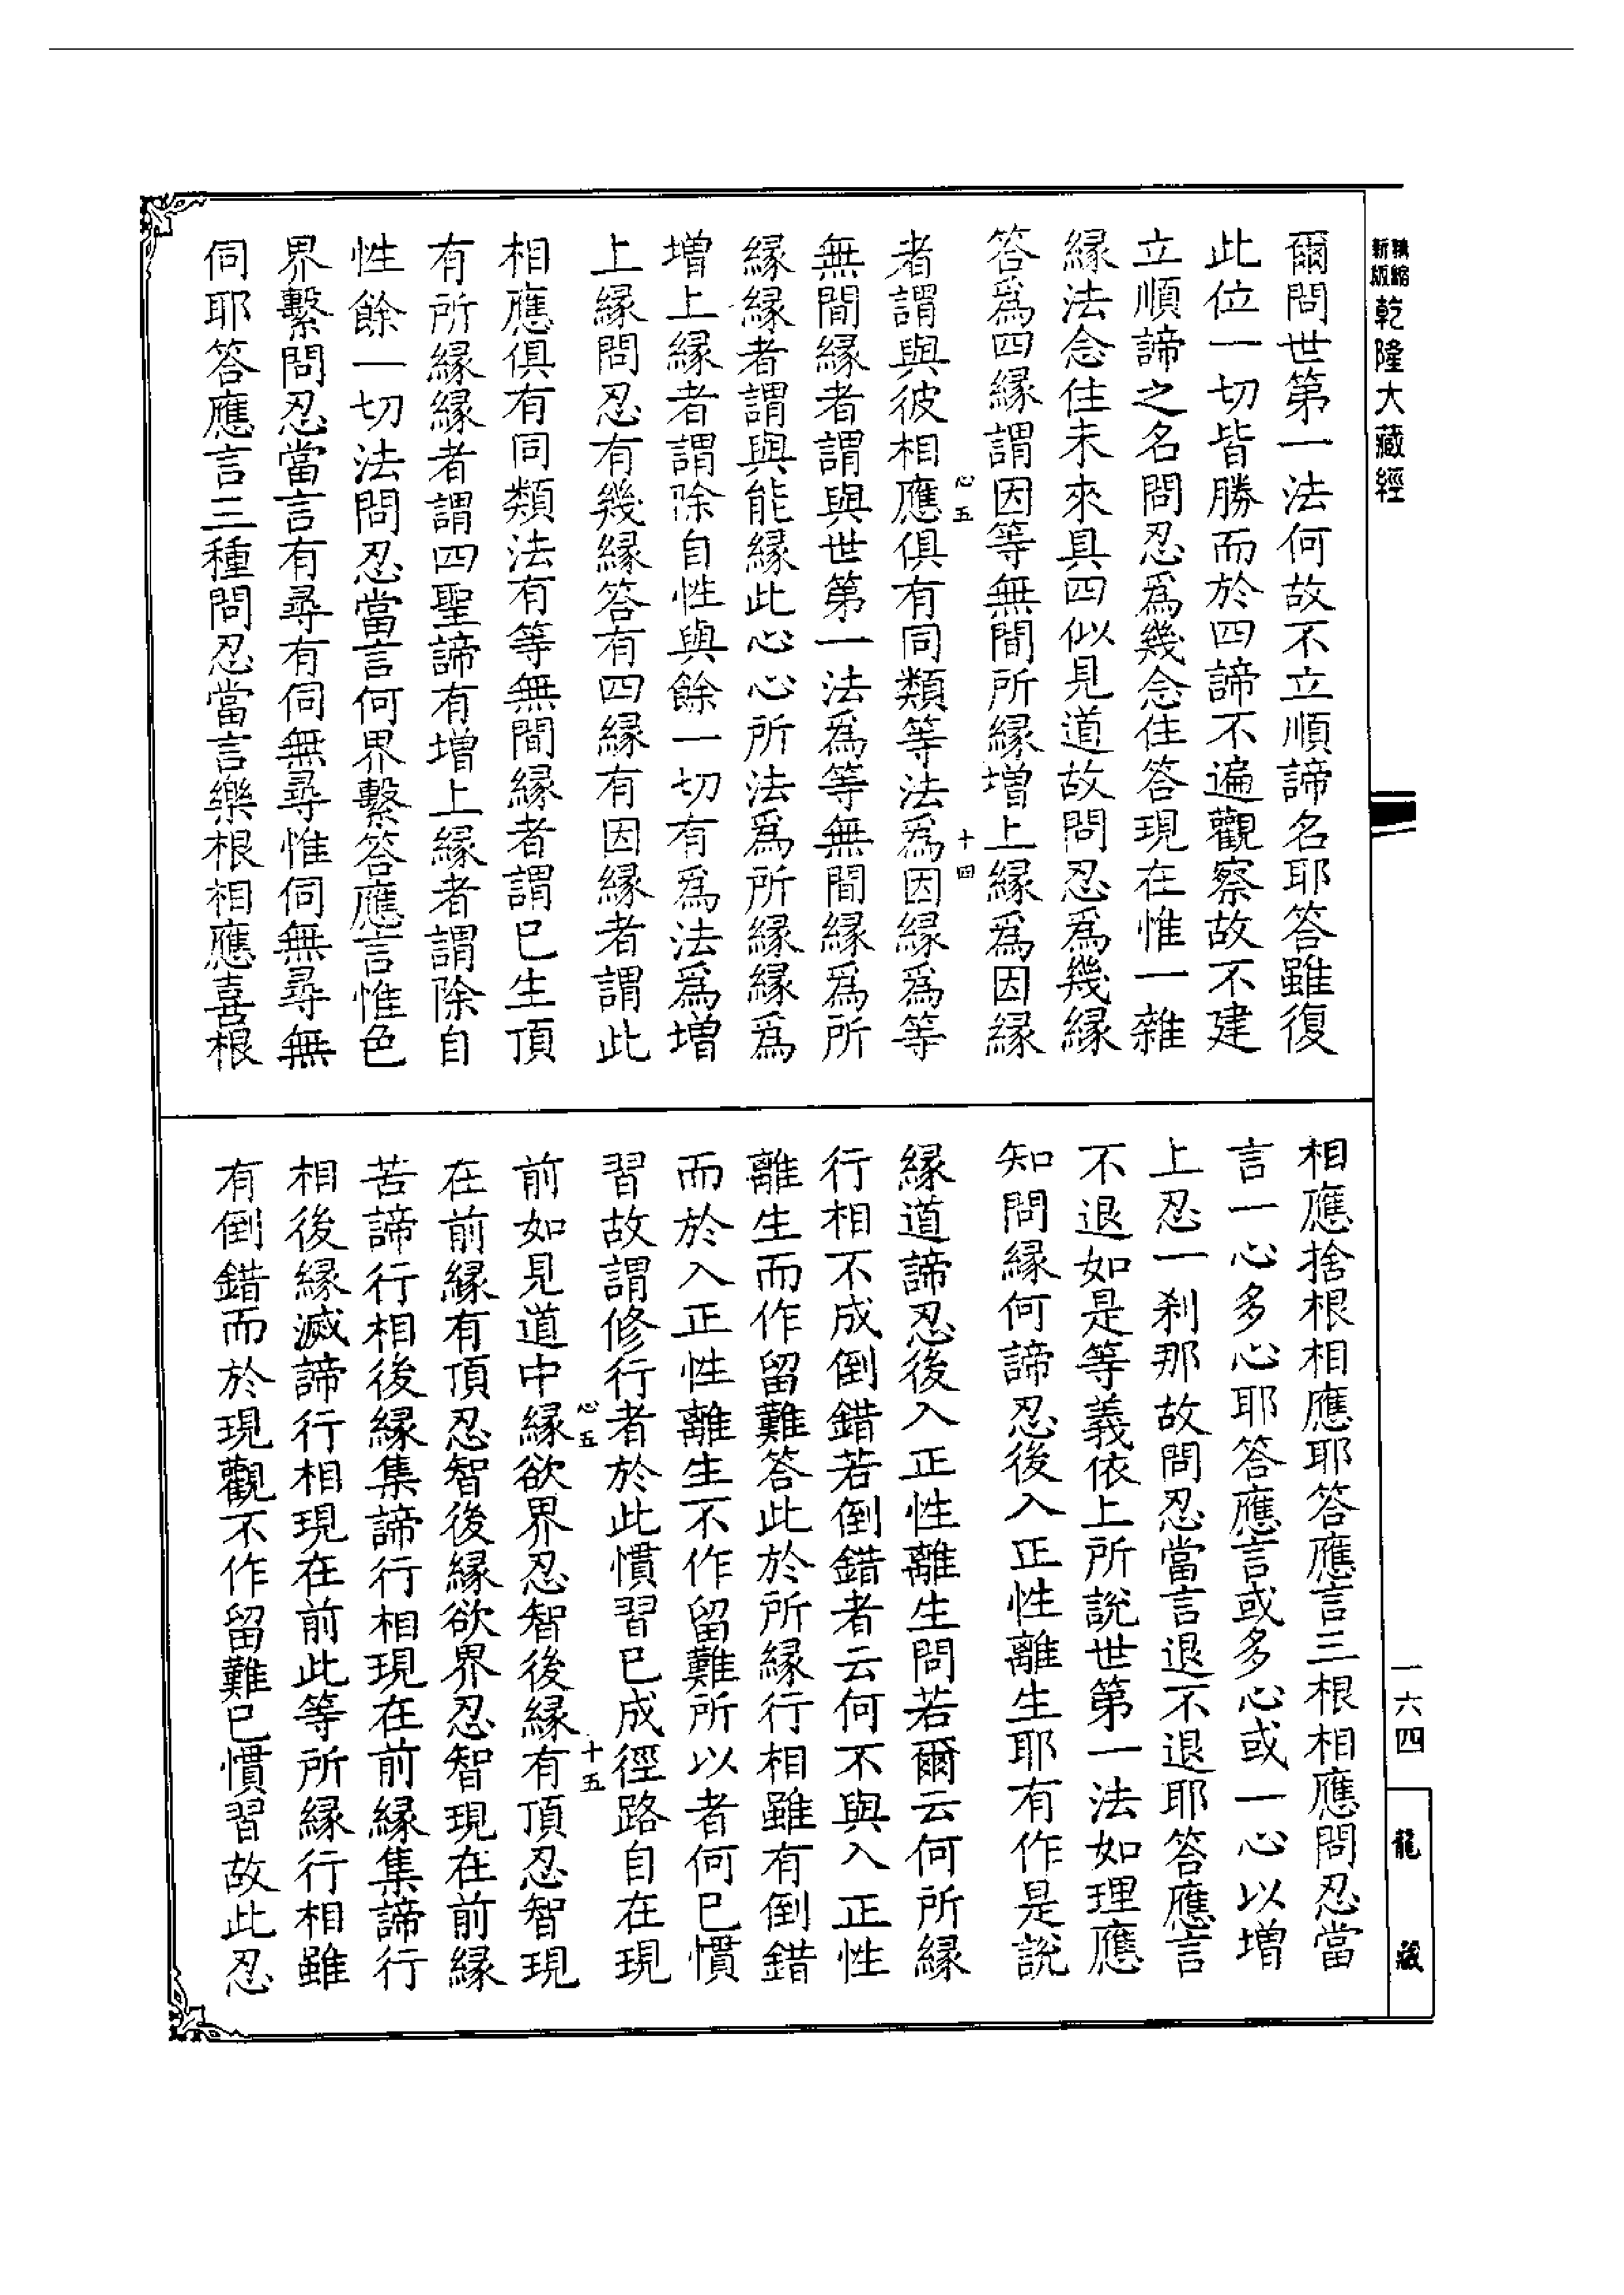 新版
精縮
乾隆大藏經
爾問世第一法何故不立順諦名耶答雖復
此位一切皆勝而於四諦不遍觀察故不建
立順諦之名問忍爲幾念住答現在惟一雜
緣法念住未來具四似見道故問忍爲幾緣
答爲四緣謂因等無間所緣增上緣爲因緣
心五
十四
者謂與彼相應俱有同類等法爲因緣爲等
無間緣者謂與世第一法爲等無間緣爲所
緣緣者謂與能緣此心心所法爲所緣緣爲
增上緣者謂除自性與餘一切有爲法爲增
上緣問忍有幾緣答有四緣有因緣者謂此
相應俱有同類法有等無間緣者謂已生頂
有所緣緣者謂四聖諦有增上緣者謂除自
性餘一切法問忍當言何界繫答應言惟色
界繫問忍當言有尋有伺無尋惟伺無尋無
伺耶答應言三種問忍當言樂根相應喜根
相應捨根相應耶答應言三根相應問忍當
言一心多心耶答應言或多心或一心以增
上忍一剎那故問忍當言退不退耶答應言
不退如是等義依上所說世第一法如理應
知問緣何諦忍後入正性離生耶有作是說
緣道諦忍後入正性離生問若爾云何所緣
行相不成倒錯若倒錯者云何不與入正性
離生而作留難答此於所緣行相雖有倒錯
而於入正性離生不作留難所以者何已慣
習故謂修行者於此慣習已成徑路自在現
心五
十五
前如見道中緣欲界忍智後緣有頂忍智現
在前緣有頂忍智後緣欲界忍智現在前緣
苦諦行相後緣集諦行相現在前緣集諦行
相後緣滅諦行相現在前此等所緣行相雖
有倒錯而於現觀不作留難已慣習故此忍
一六四
龍藏